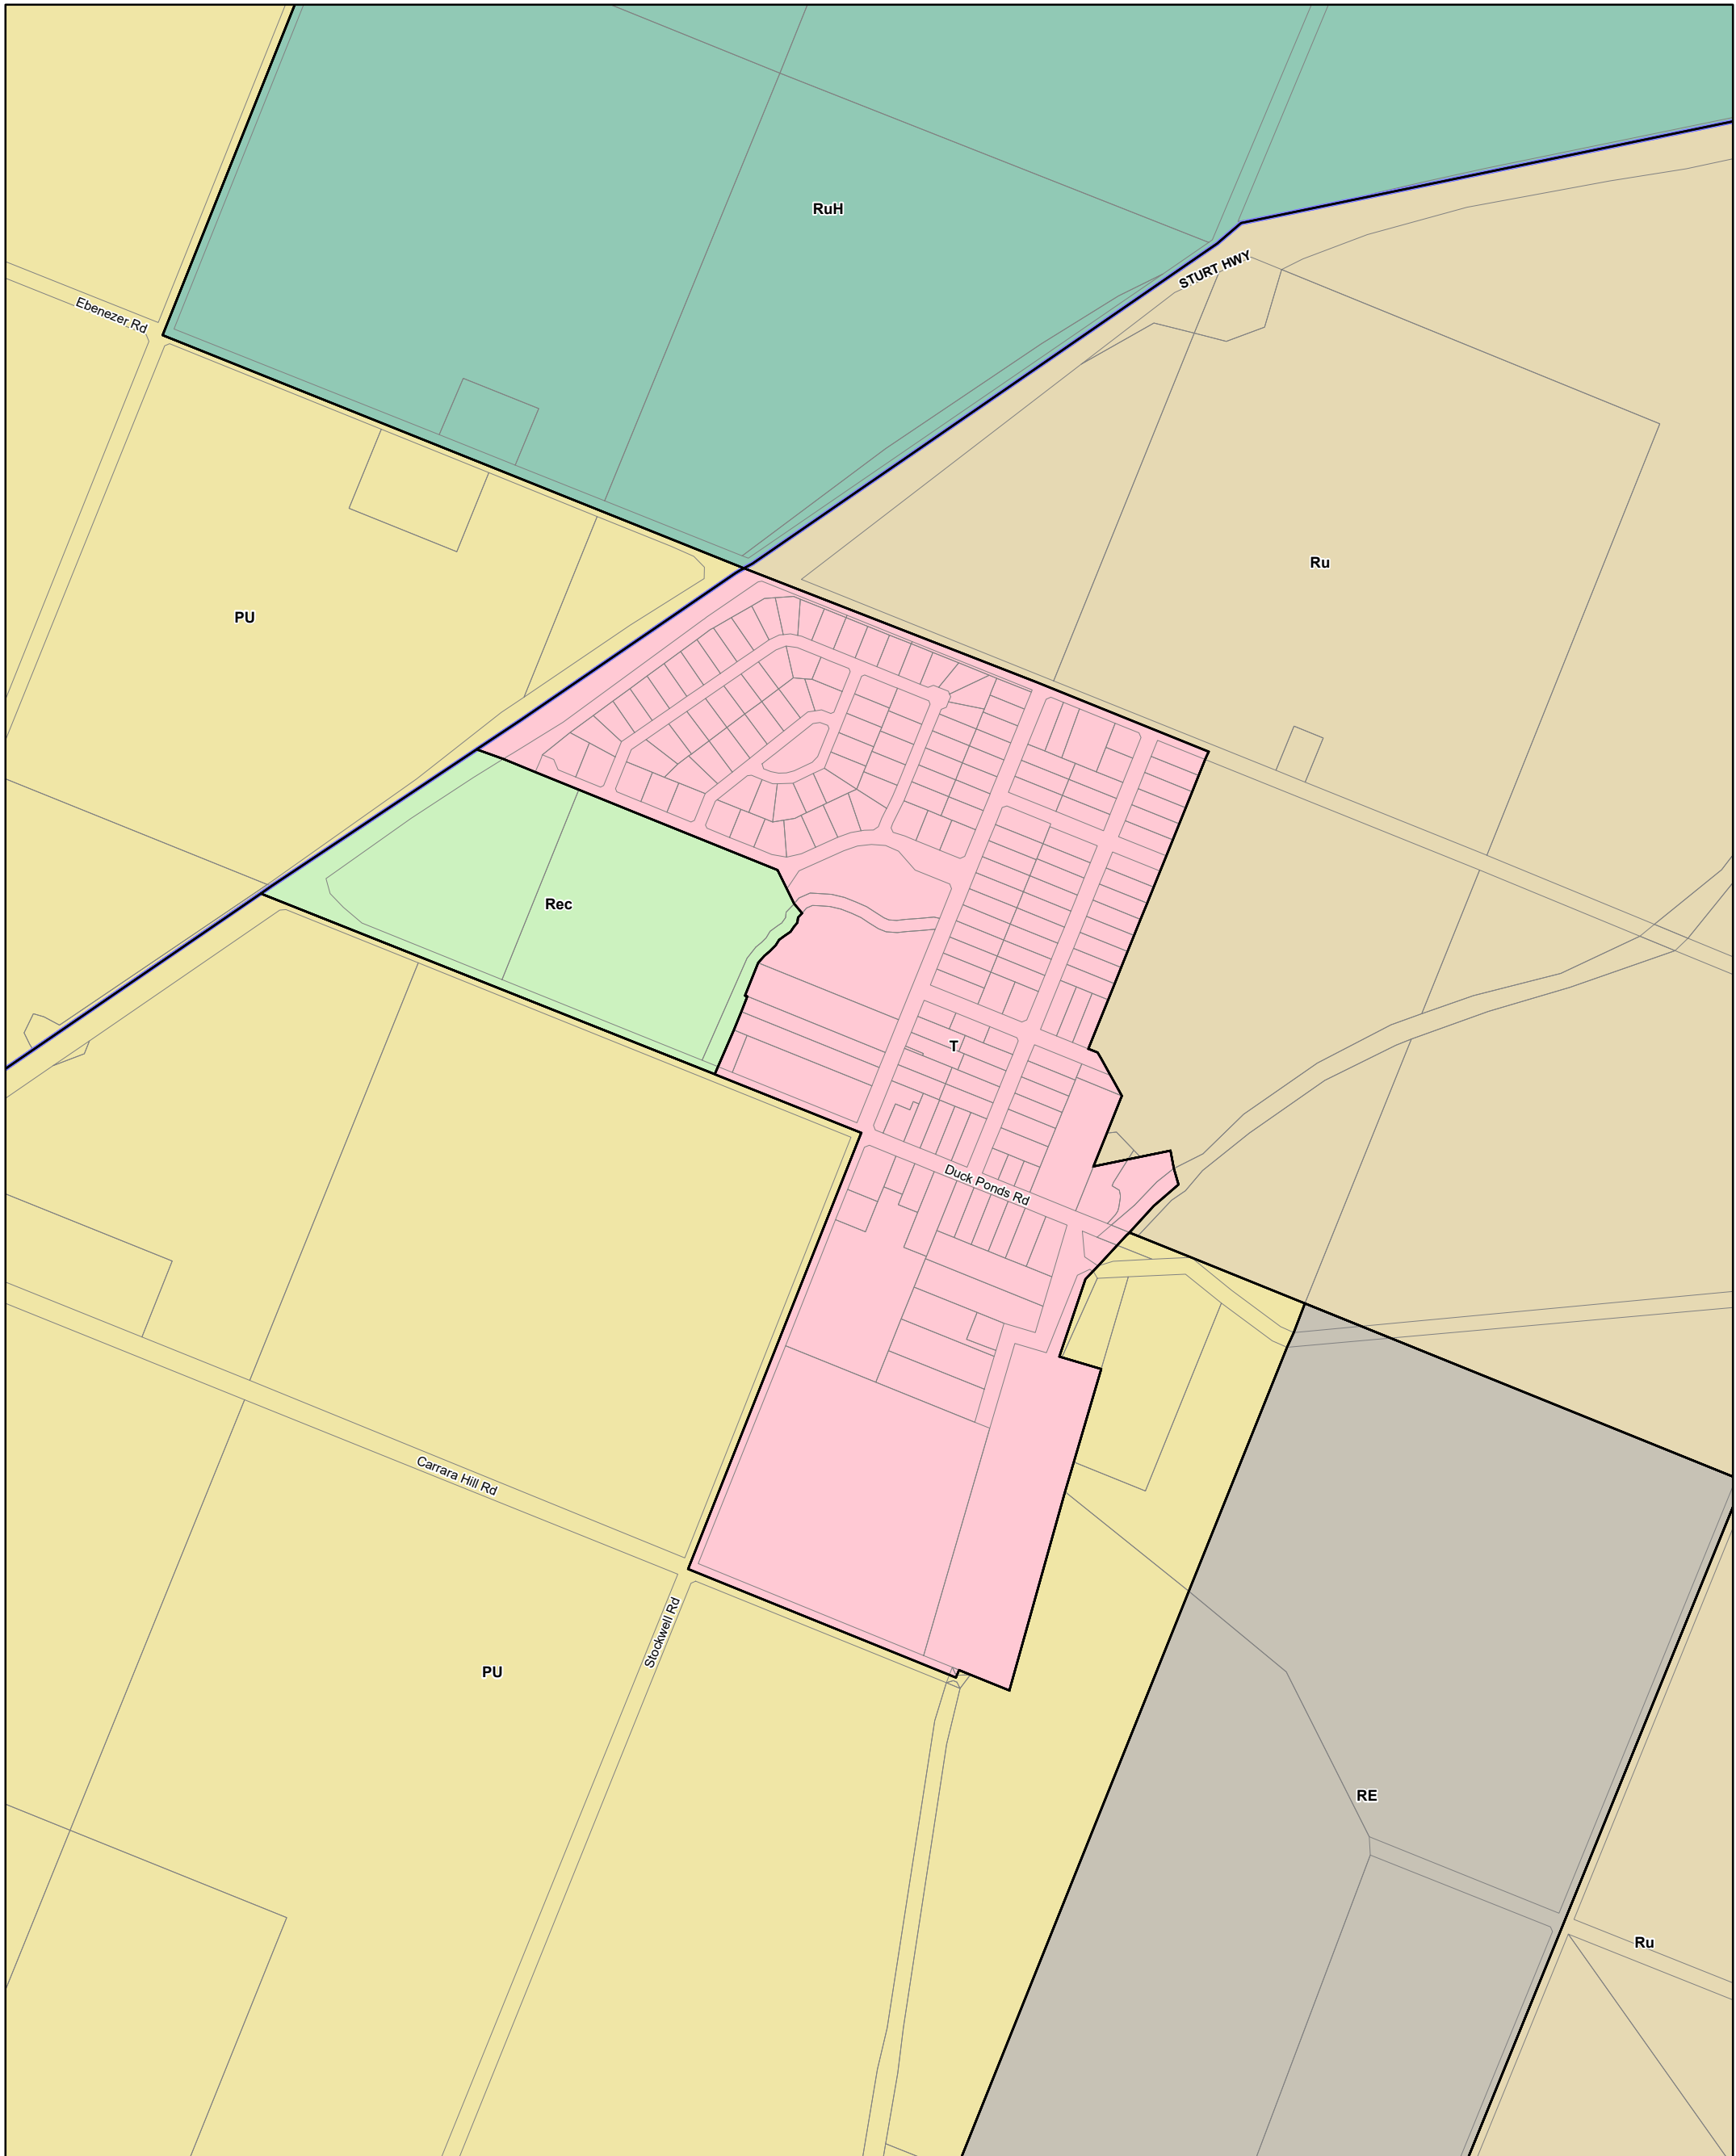 RuH
STURT HWY
Ebenezer Rd
Ru
PU
Rec
T
Duck Ponds Rd
Carrara Hill Rd
Stockwell Rd
PU
RE
Ru